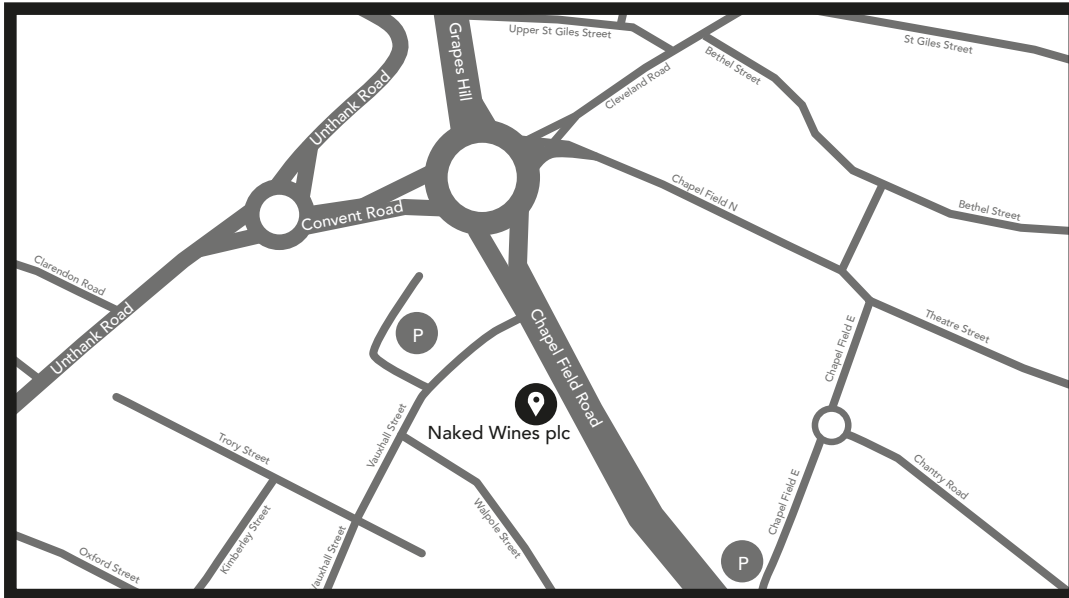 Grapes Hill
Upper St Giles Street
St Giles Street
Bethel Street
Cleveland Road
Unthank Road
Chapel Field N
Convent Road
Bethel Street
Clarendon Road
Unthank Road
P
Chapel Field Road
Chapel Field E
Theatre Street
Naked Wines plc
Vauxhall Street
Trory Street
Chantry Road
Chapel Field E
Walpole Street
Kimberley Street
Vauxhall Street
Oxford Street
P